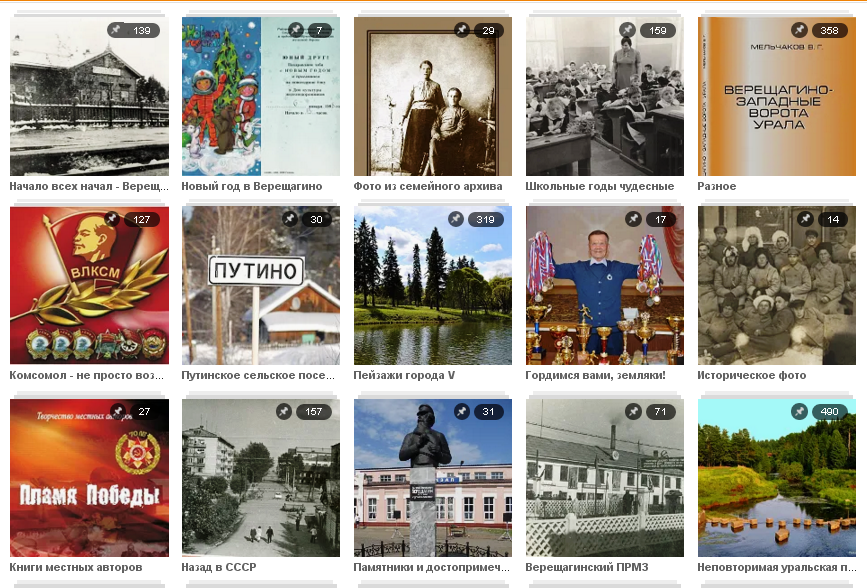 139
Начало всех начал - Верещ...
7
ЮНЫЙ ДРУГ!
Новый год в Верещагино
29
Фото из семейного архива
159
Школьные годы чудесные
358
МЕЛЬЧАКОВ В. Г.
ВЕРЕЩАГИНО-
ЗАПАДНЫЕ
ВОРОТА
УРАЛА
Разное
127
ВЛКСМ
Комсомол - не просто воз...
30
ПУТИНО
Путинское сельское посе...
319
Пейзажи города V
17
Гордимся вами, земляки!
14
Историческое фото
27
Творчество местных авторов
Пламя Победы
Книги местных авторов
157
Назад в СССР
31
Памятники и достопримеч...
71
Верещагинский ПРМЗ
490
Неповторимая уральская п...